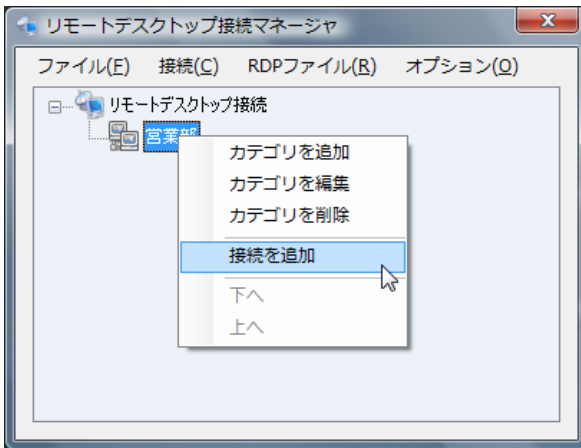 リモートデスクトップ接続マネージャ
ファイル(F) 接続(C) RDPファイル(R) オプション(O)
リモートデスクトップ接続
営業部
カテゴリを追加
カテゴリを編集
カテゴリを削除
接続を追加
下へ
上へ